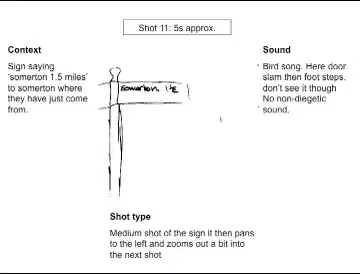 Shot 11: 5s approx.
Context
Sign saying
'somerton 1.5 miles'
to somerton where
they have just come
from.
somerton 1½
Sound
Bird song. Here door
slam then foot steps.
don't see it though
No non-diegetic
sound.
Shot type
Medium shot of the sign it then pans
to the left and zooms out a bit into
the next shot